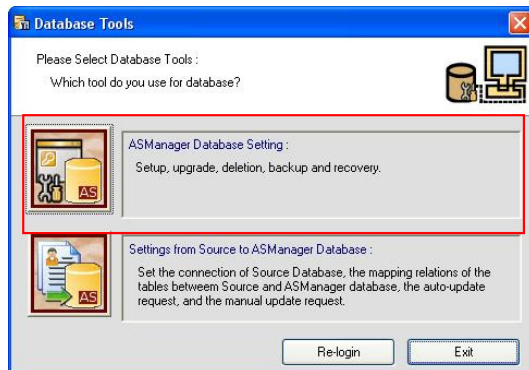 Database Tools
Please Select Database Tools :
Which tool do you use for database?
ASManager Database Setting :
Setup, upgrade, deletion, backup and recovery.
AS
Settings from Source to ASManager Database :
Set the connection of Source Database, the mapping relations of the
tables betweem Source and ASManager database, the auto-update
request, and the manual update request.
AS
Re-login
Exit